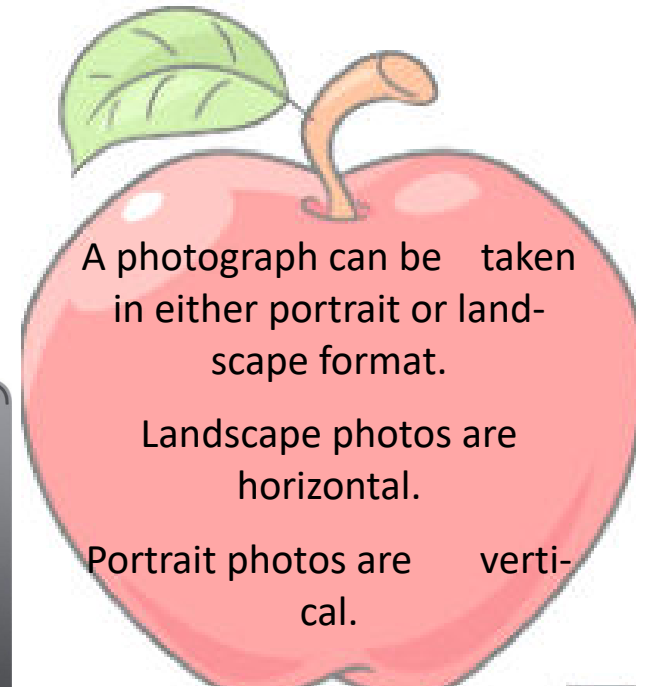 A photograph can be taken
in either portrait or land-
scape format.
Landscape photos are
horizontal.
Portrait photos are verti-
cal.